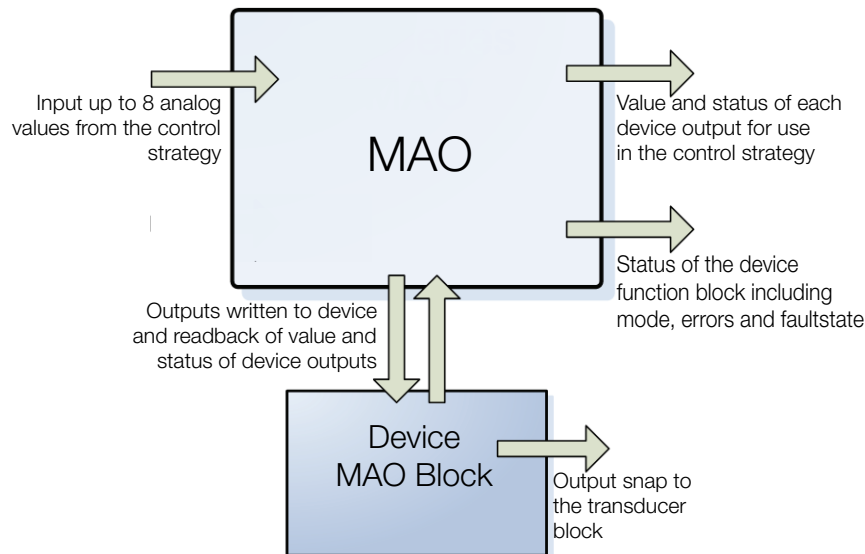 Input up to 8 analog
values from the control
strategy
MAO
Value and status of each
device output for use
in the control strategy
Status of the device
function block including
mode, errors and faultstate
Outputs written to device
and readback of value and
status of device outputs
Device
MAO Block
Output snap to
the transducer
block